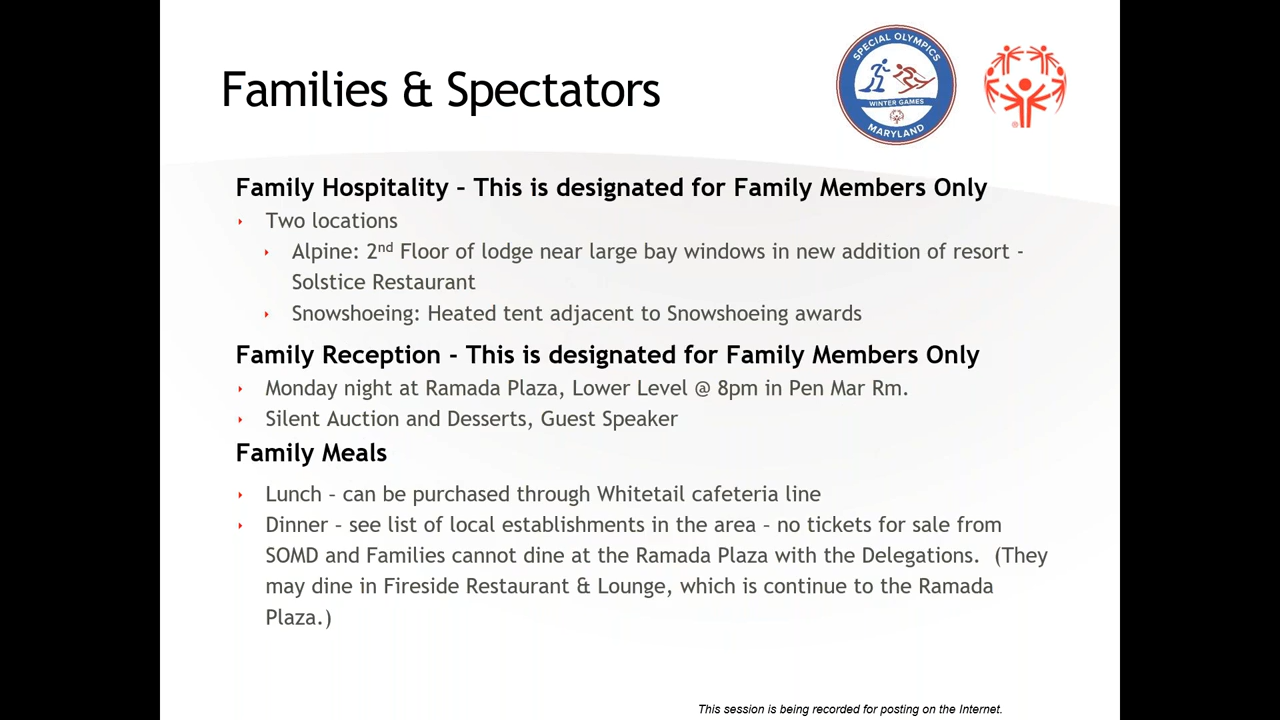 Families & Spectators
SPECIAL OLYMPICS
WINTER GAMES
MARYLAND
®
Family Hospitality – This is designated for Family Members Only
Two locations
Alpine: 2nd Floor of lodge near large bay windows in new addition of resort -
Solstice Restaurant
Snowshoeing: Heated tent adjacent to Snowshoeing awards
Family Reception - This is designated for Family Members Only
Monday night at Ramada Plaza, Lower Level @ 8pm in Pen Mar Rm.
Silent Auction and Desserts, Guest Speaker
Family Meals
Lunch – can be purchased through Whitetail cafeteria line
Dinner – see list of local establishments in the area – no tickets for sale from
SOMD and Families cannot dine at the Ramada Plaza with the Delegations. (They
may dine in Fireside Restaurant & Lounge, which is continue to the Ramada
Plaza.)
This session is being recorded for posting on the Internet.